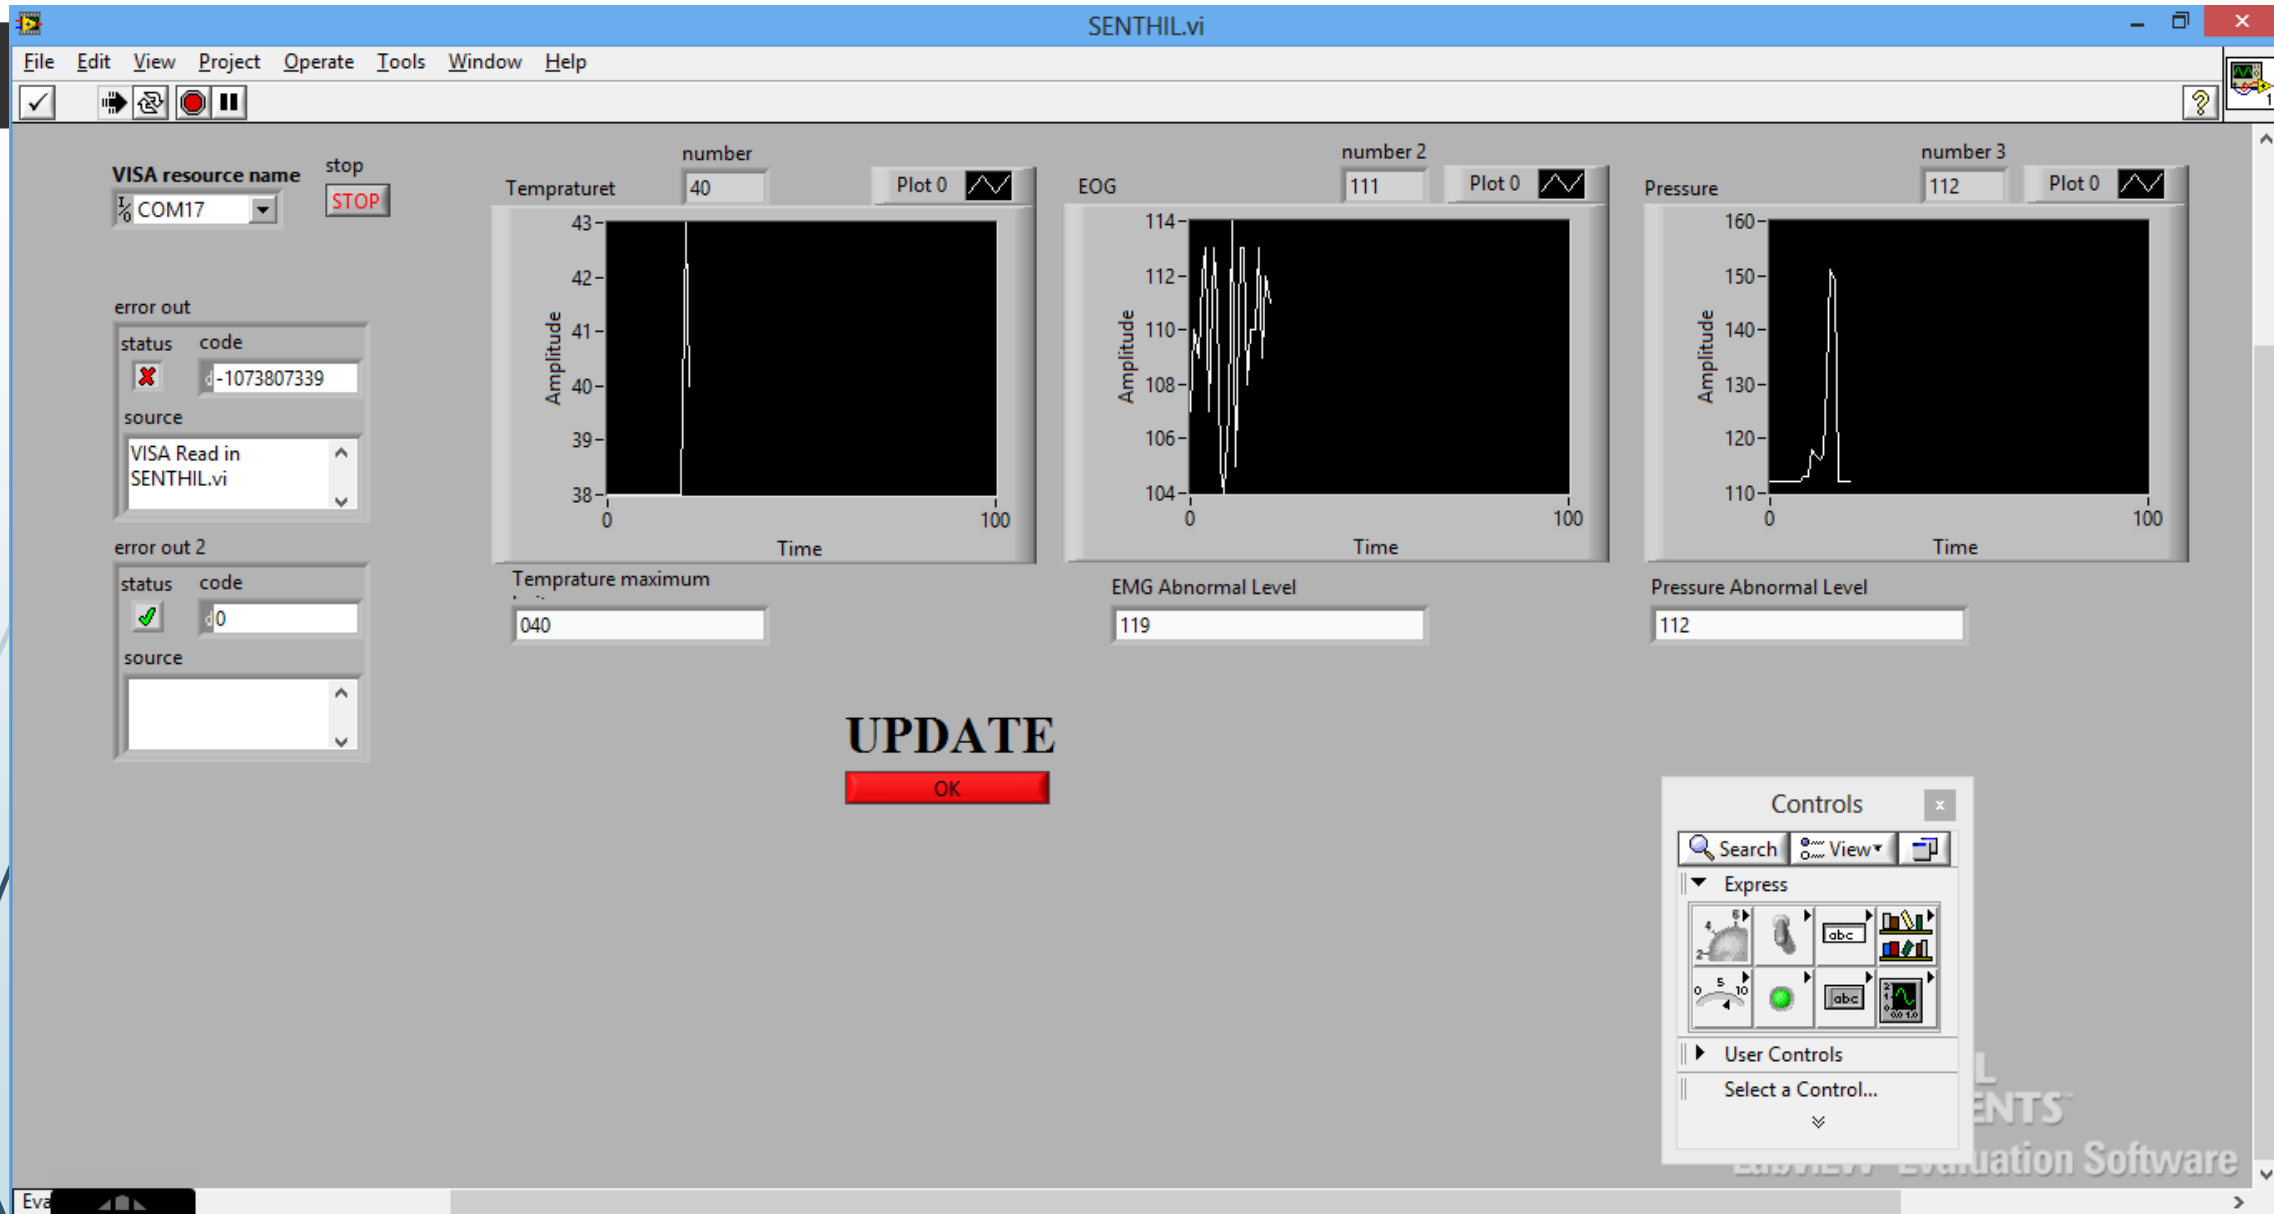 SENTHIL.vi
File Edit View Project Operate Tools Window Help
VISA resource name
COM17
stop
STOP
error out
status code
-1073807339
source
VISA Read in
SENTHIL.vi
error out 2
status code
0
source
Tempraturet
number
40
Plot 0
43
42
41
40
39
38
Amplitude
0 100
Time
Temprature maximum
040
EOG
number 2
111
Plot 0
114
112
110
108
106
104
Amplitude
0 100
Time
EMG Abnormal Level
119
Pressure
number 3
112
Plot 0
160
150
140
130
120
110
Amplitude
0 100
Time
Pressure Abnormal Level
112
UPDATE
OK
Controls
Search View
Express
User Controls
Select a Control...
Evaluation Software